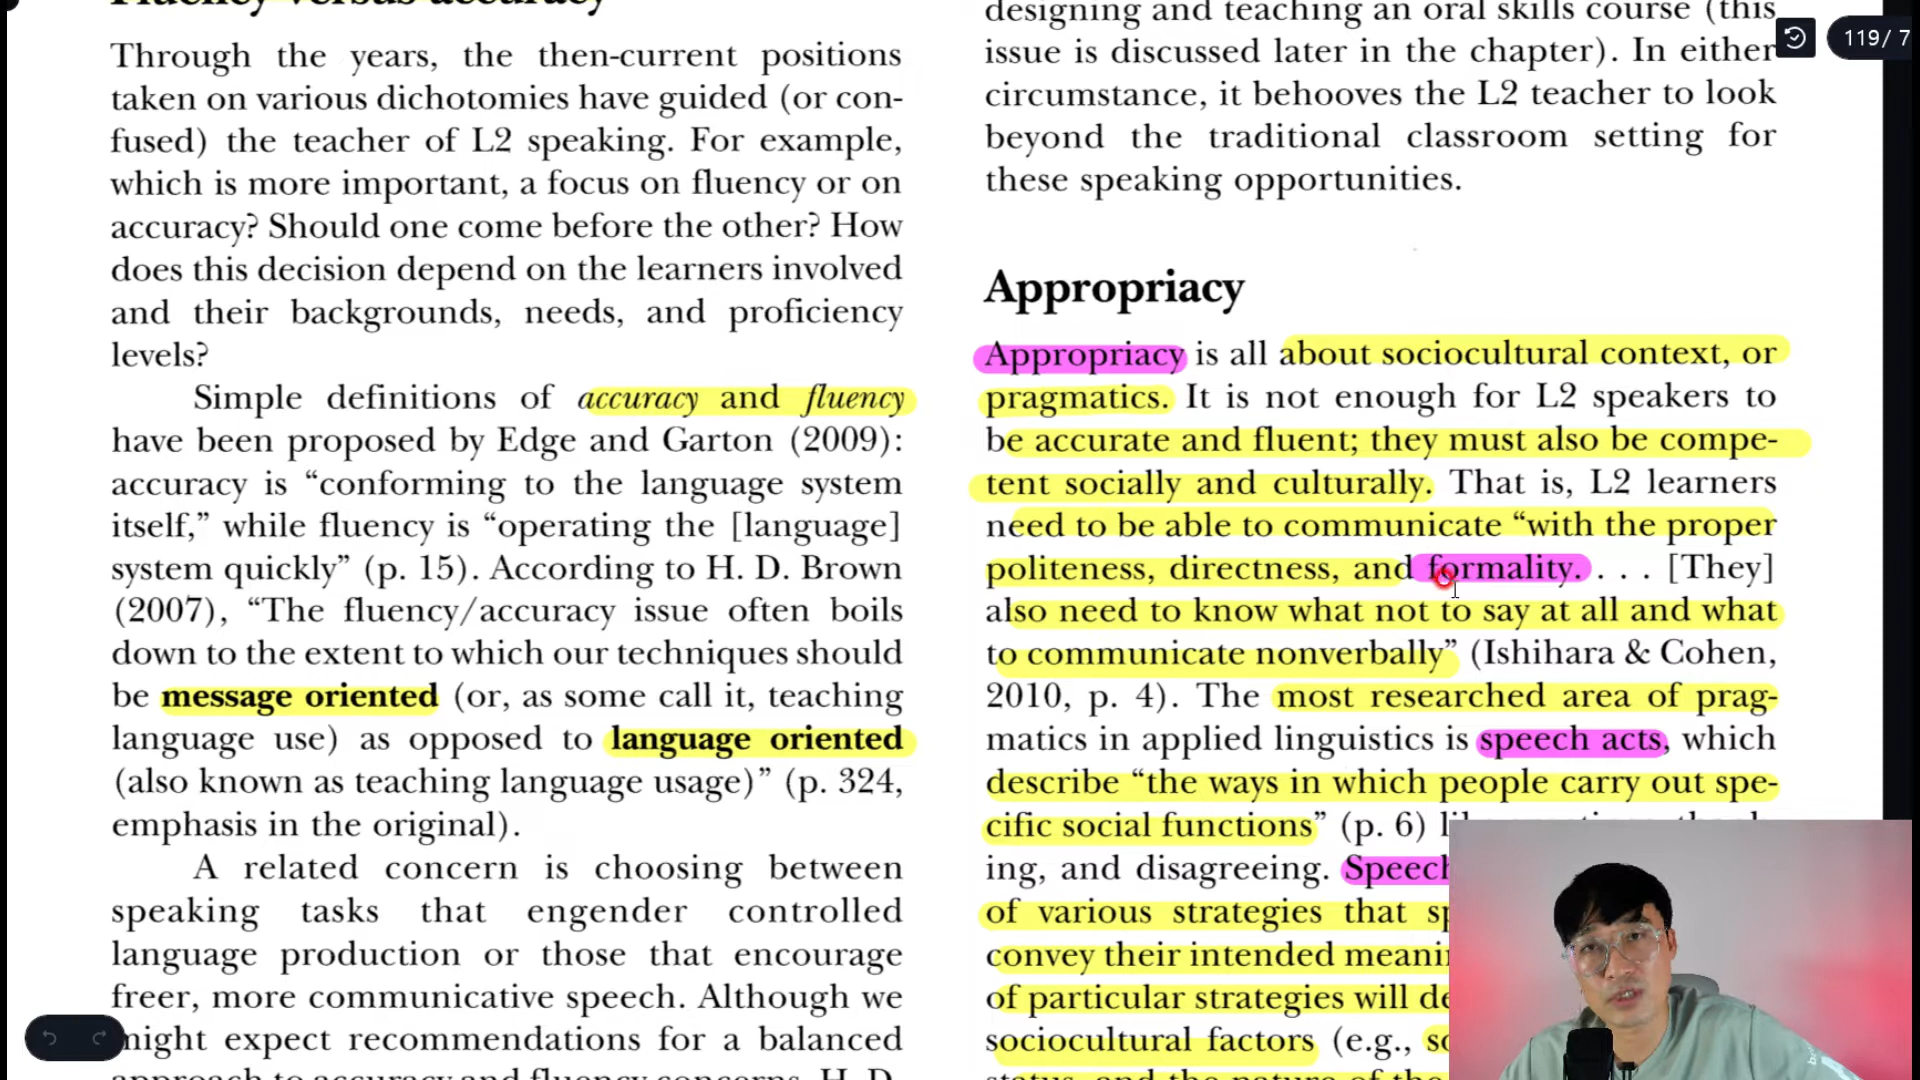 Fluency versus accuracy
Through the years, the then-current positions
taken on various dichotomies have guided (or con-
fused) the teacher of L2 speaking. For example,
which is more important, a focus on fluency or on
accuracy? Should one come before the other? How
does this decision depend on the learners involved
and their backgrounds, needs, and proficiency
levels?
Simple definitions of accuracy and fluency
have been proposed by Edge and Garton (2009):
accuracy is “conforming to the language system
itself,” while fluency is “operating the [language]
system quickly” (p. 15). According to H. D. Brown
(2007), “The fluency/accuracy issue often boils
down to the extent to which our techniques should
be message oriented (or, as some call it, teaching
language use) as opposed to language oriented
(also known as teaching language usage)” (p. 324,
emphasis in the original).
A related concern is choosing between
speaking tasks that engender controlled
language production or those that encourage
freer, more communicative speech. Although we
might expect recommendations for a balanced
approach to accuracy and fluency concerns, H. D.
designing and teaching an oral skills course (this
issue is discussed later in the chapter). In either
circumstance, it behooves the L2 teacher to look
beyond the traditional classroom setting for
these speaking opportunities.
Appropriacy
Appropriacy is all about sociocultural context, or
pragmatics. It is not enough for L2 speakers to
be accurate and fluent; they must also be compe-
tent socially and culturally. That is, L2 learners
need to be able to communicate “with the proper
politeness, directness, and formality. . . . [They]
also need to know what not to say at all and what
to communicate nonverbally” (Ishihara & Cohen,
2010, p. 4). The most researched area of prag-
matics in applied linguistics is speech acts, which
describe “the ways in which people carry out spe-
cific social functions” (p. 6)
ing, and disagreeing. Speech
of various strategies that
convey their intended
of particular strategies will
sociocultural factors (e.g.,
status, and the nature of the
119/ 7